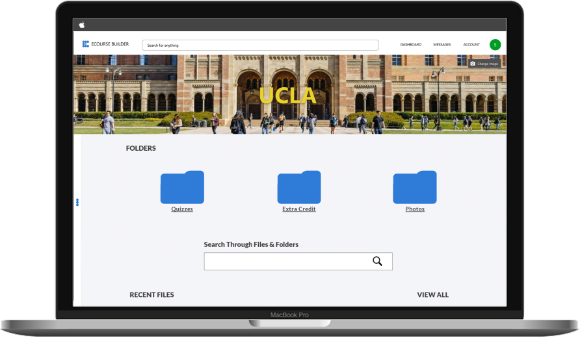 ECOURSE BUILDER
Search for anything
DASHBOARD MESSAGES ACCOUNT
Change Image
UCLA
FOLDERS
Quizzes
Extra Credit
Photos
Search Through Files & Folders
RECENT FILES
VIEW ALL
MacBook Pro